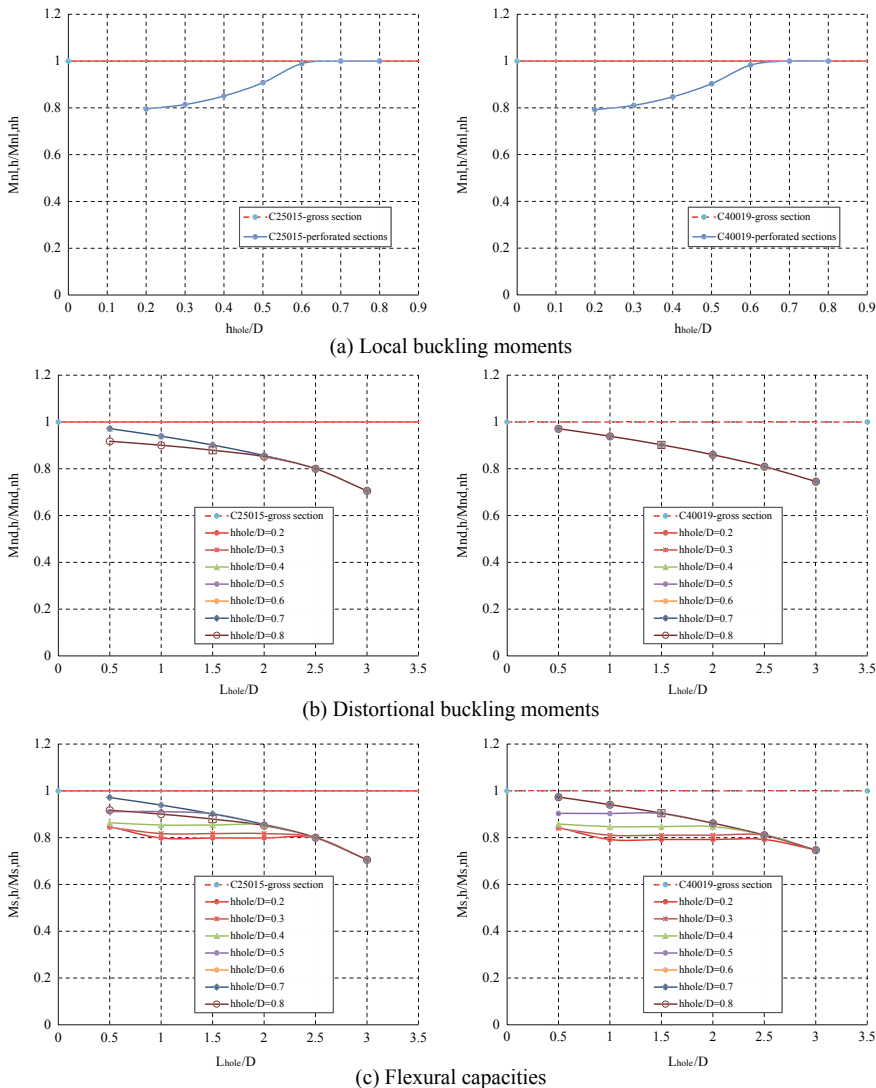 1.2
1
0.8
0.6
0.4
0.2
0
Mnl,h/Mnl,nh
C25015-gross section
C25015-perforated sections
0 0.1 0.2 0.3 0.4 0.5 0.6 0.7 0.8 0.9
hhole/D
1.2
1
0.8
0.6
0.4
0.2
0
Mnl,h/Mnl,nh
C40019-gross section
C40019-perforated sections
0 0.1 0.2 0.3 0.4 0.5 0.6 0.7 0.8 0.9
hhole/D
(a) Local buckling moments
1.2
1
0.8
0.6
0.4
0.2
0
Mnd,h/Mnd,nh
C25015-gross section
hhole/D=0.2
hhole/D=0.3
hhole/D=0.4
hhole/D=0.5
hhole/D=0.6
hhole/D=0.7
hhole/D=0.8
0 0.5 1 1.5 2 2.5 3 3.5
Lhole/D
1.2
1
0.8
0.6
0.4
0.2
0
Mnd,h/Mnd,nh
C40019-gross section
hhole/D=0.2
hhole/D=0.3
hhole/D=0.4
hhole/D=0.5
hhole/D=0.6
hhole/D=0.7
hhole/D=0.8
0 0.5 1 1.5 2 2.5 3 3.5
Lhole/D
(b) Distortional buckling moments
1.2
1
0.8
0.6
0.4
0.2
0
Ms,h/Ms,nh
C25015-gross section
hhole/D=0.2
hhole/D=0.3
hhole/D=0.4
hhole/D=0.5
hhole/D=0.6
hhole/D=0.7
hhole/D=0.8
0 0.5 1 1.5 2 2.5 3 3.5
Lhole/D
1.2
1
0.8
0.6
0.4
0.2
0
Ms,h/Ms,nh
C40019-gross section
hhole/D=0.2
hhole/D=0.3
hhole/D=0.4
hhole/D=0.5
hhole/D=0.6
hhole/D=0.7
hhole/D=0.8
0 0.5 1 1.5 2 2.5 3 3.5
Lhole/D
(c) Flexural capacities